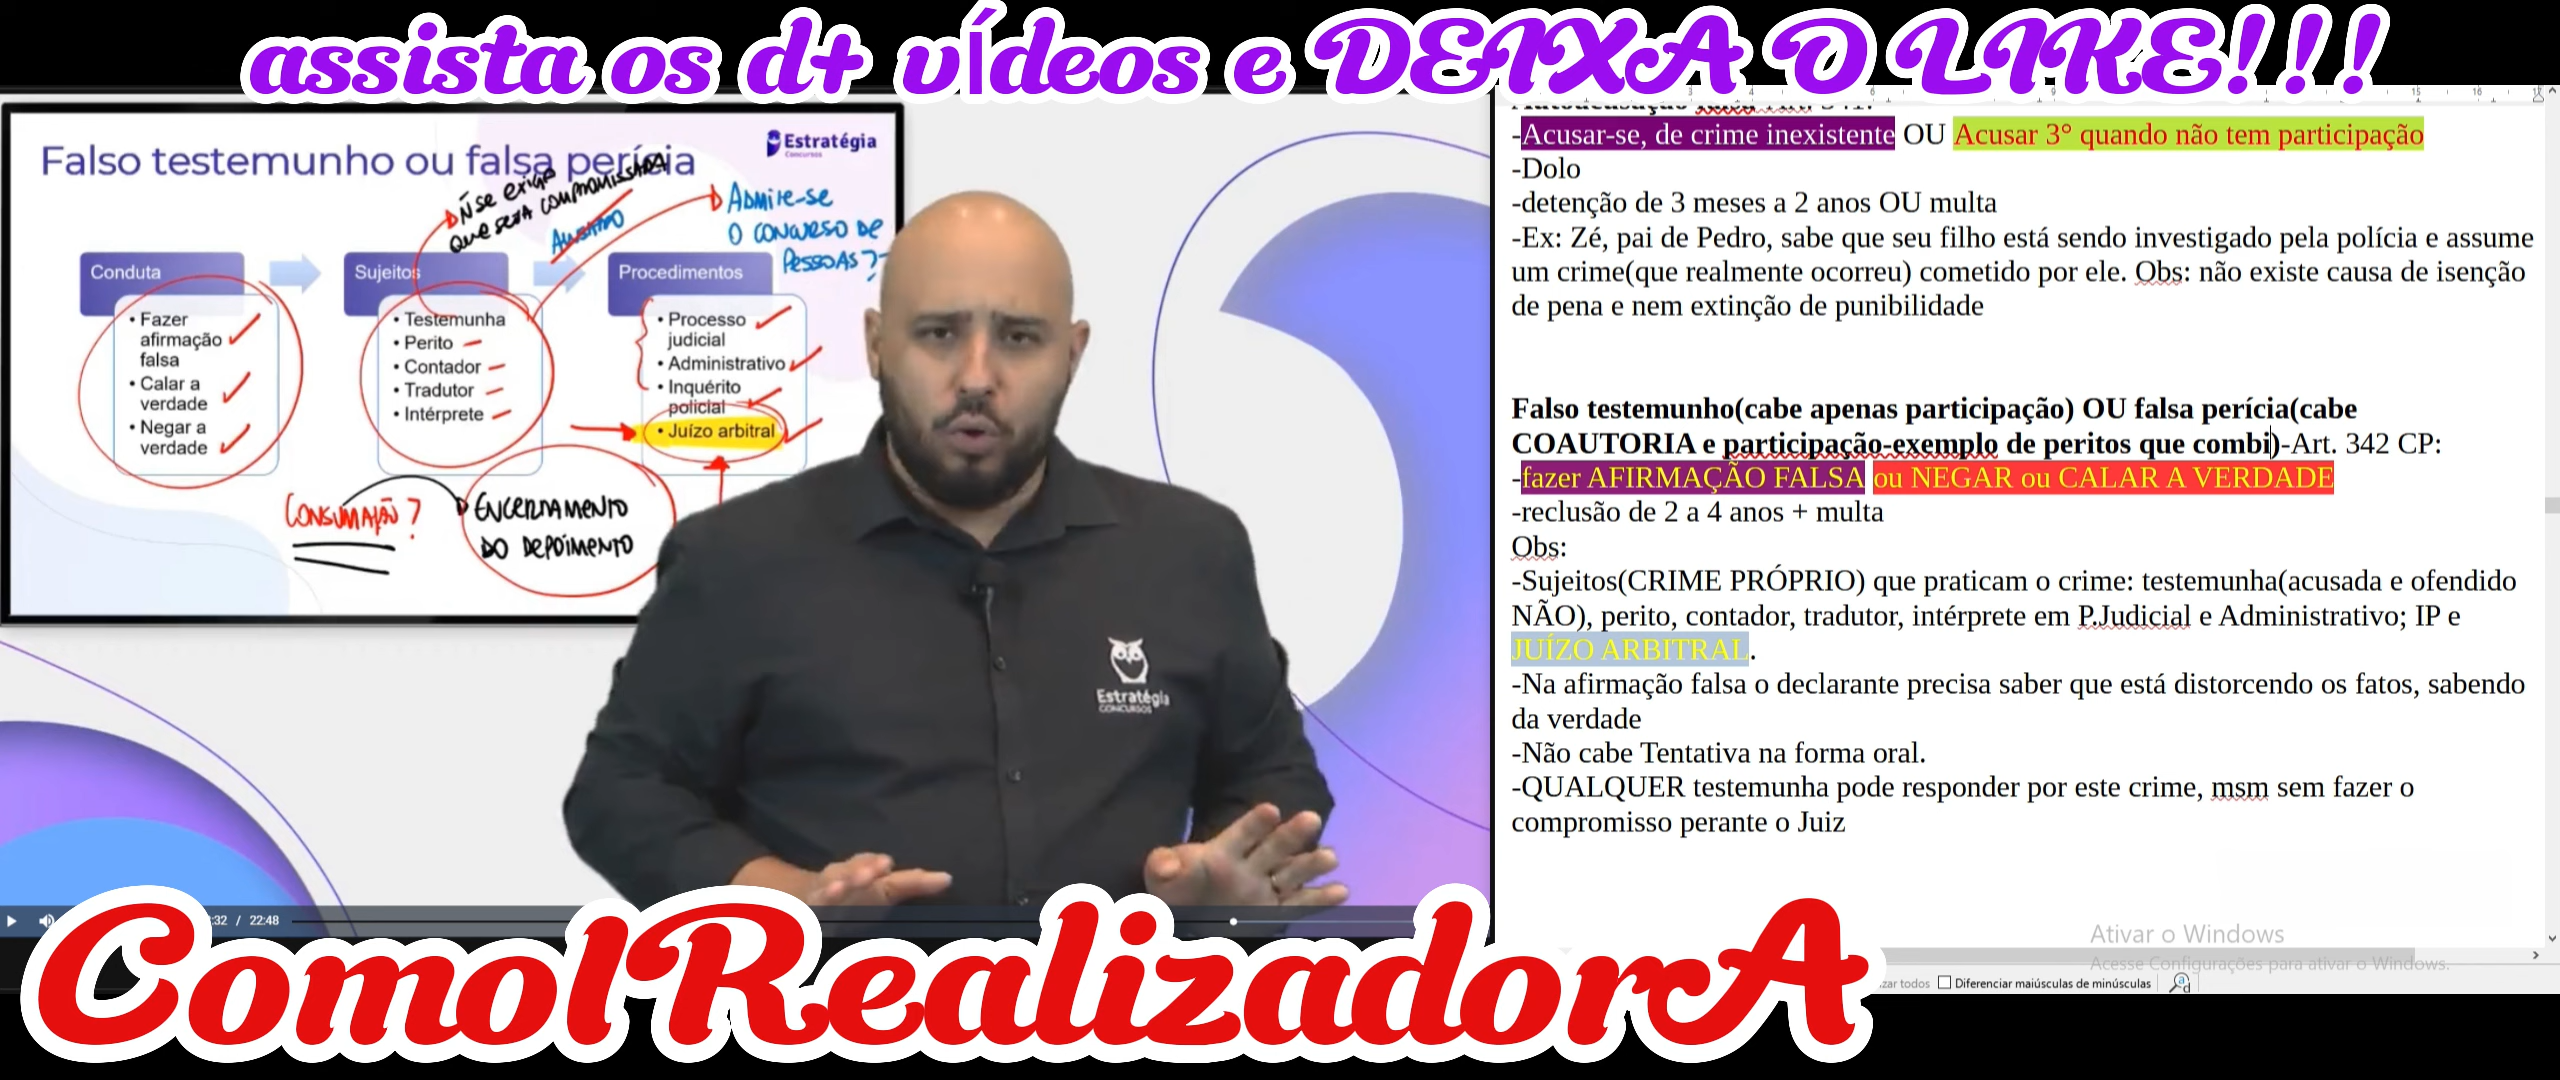 assista os d+ vÍdeos e DEIXA O LIKE!!!
Estratégia
Concursos
Falso testemunho ou falsa perícia
Ñ se exige
que seja compromissada
Admite-se
o concurso de
pessoas?
Conduta
• Fazer
afirmação
falsa
• Calar a
verdade
• Negar a
verdade
Sujeitos
• Testemunha
• Perito
• Contador
• Tradutor
• Intérprete
Procedimentos
• Processo
judicial
• Administrativo
• Inquérito
policial
• Juízo arbitral
Consumação?
Encerramento
do depoimento
Estratégia
CONCURSOS
:32 / 22:48
-Acusar-se, de crime inexistente OU Acusar 3° quando não tem participação
-Dolo
-detenção de 3 meses a 2 anos OU multa
-Ex: Zé, pai de Pedro, sabe que seu filho está sendo investigado pela polícia e assume
um crime(que realmente ocorreu) cometido por ele. Obs: não existe causa de isenção
de pena e nem extinção de punibilidade
Falso testemunho(cabe apenas participação) OU falsa perícia(cabe
COAUTORIA e participação-exemplo de peritos que combi)-Art. 342 CP:
-fazer AFIRMAÇÃO FALSA ou NEGAR ou CALAR A VERDADE
-reclusão de 2 a 4 anos + multa
Obs:
-Sujeitos(CRIME PRÓPRIO) que praticam o crime: testemunha(acusada e ofendido
NÃO), perito, contador, tradutor, intérprete em P.Judicial e Administrativo; IP e
JUÍZO ARBITRAL.
-Na afirmação falsa o declarante precisa saber que está distorcendo os fatos, sabendo
da verdade
-Não cabe Tentativa na forma oral.
-QUALQUER testemunha pode responder por este crime, msm sem fazer o
compromisso perante o Juiz
Ativar o Windows
Acesse Configurações para ativar o Windows.
todos Diferenciar maiúsculas de minúsculas
ComoIRealizadorA